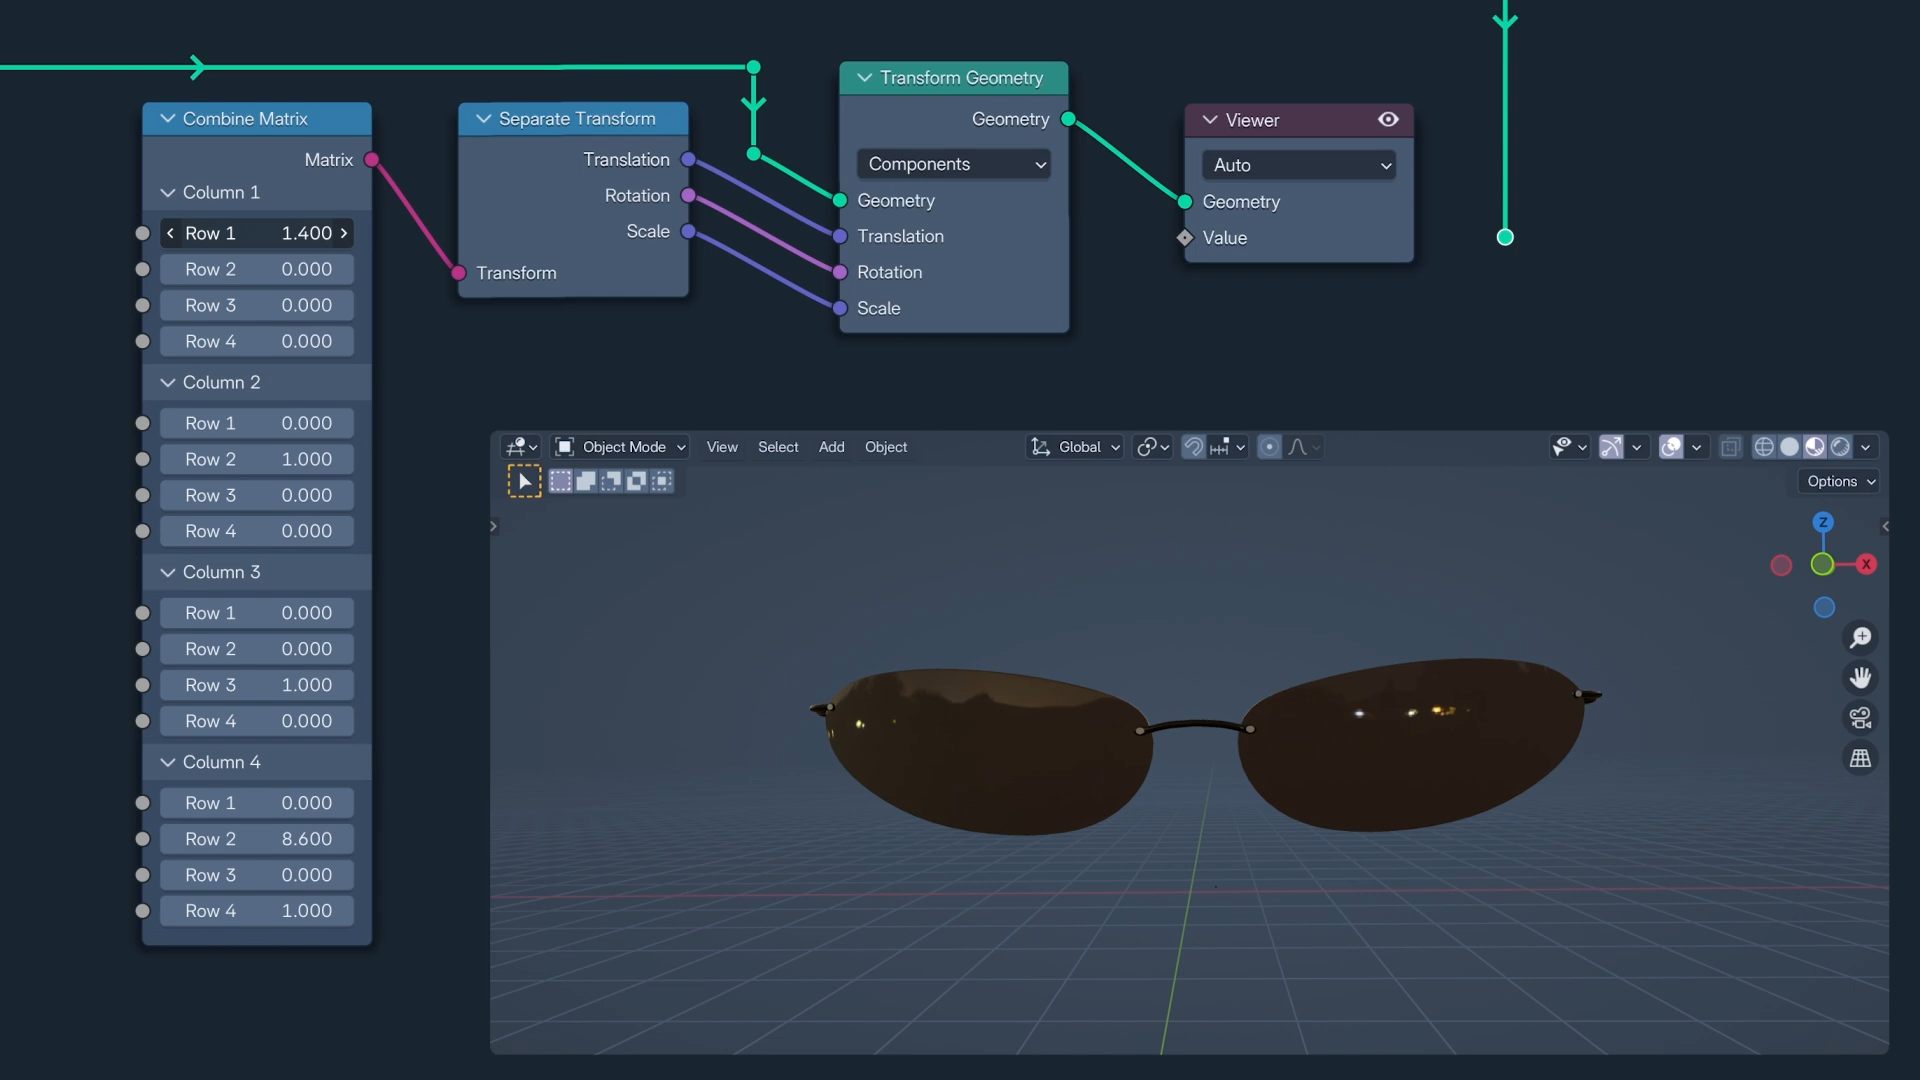 Combine Matrix
Matrix
Column 1
Row 1 1.400
Row 2 0.000
Row 3 0.000
Row 4 0.000
Column 2
Row 1 0.000
Row 2 1.000
Row 3 0.000
Row 4 0.000
Column 3
Row 1 0.000
Row 2 0.000
Row 3 1.000
Row 4 0.000
Column 4
Row 1 0.000
Row 2 8.600
Row 3 0.000
Row 4 1.000
Separate Transform
Translation
Rotation
Scale
Transform
Transform Geometry
Geometry
Components
Geometry
Translation
Rotation
Scale
Viewer
Auto
Geometry
Value
Object Mode View Select Add Object Global
Options
Z
X